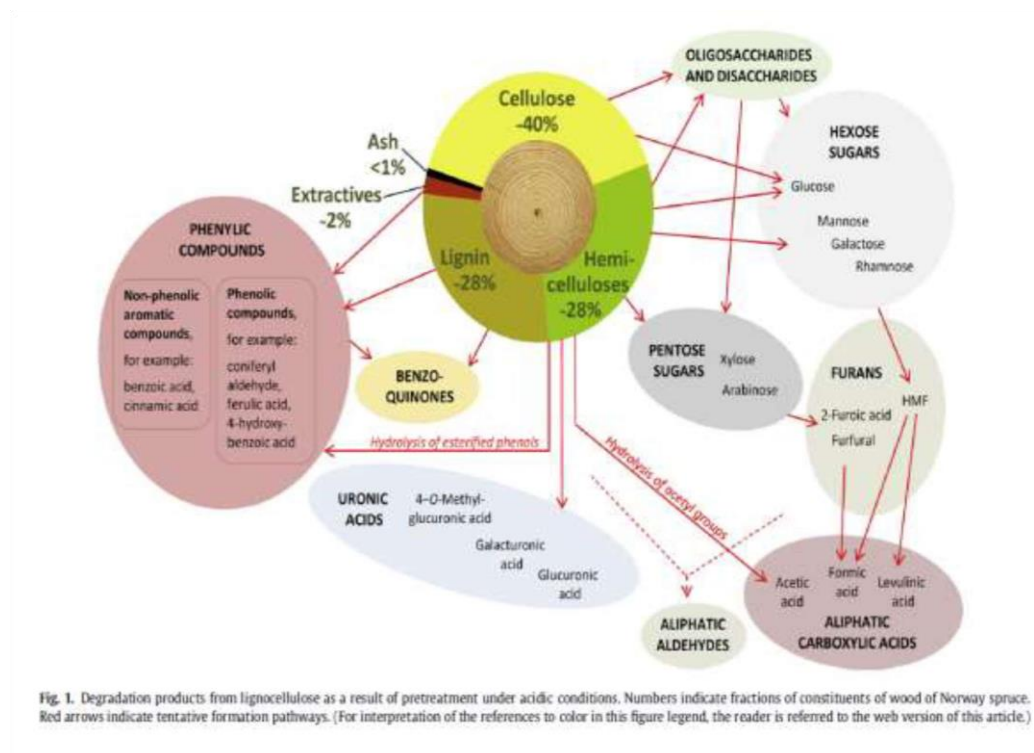 OLIGOSACCHARIDES
AND DISACCHARIDES
Cellulose
-40%
HEXOSE
SUGARS
Ash
<1%
Glucose
Extractives
-2%
Mannose
Galactose
Rhamnose
PHENYLIC
COMPOUNDS
Lignin
-28%
Hemi-
celluloses
-28%
Non-phenolic
aromatic
compounds,
for example:
benzoic acid,
cinnamic acid
Phenolic
compounds,
for example:
coniferyl
aldehyde,
ferulic acid,
4-hydroxy-
benzoic acid
BENZO-
QUINONES
PENTOSE
SUGARS
Xylose
Arabinose
FURANS
HMF
2-Furoic acid
Furfural
Hydrolysis of esterified phenols
Hydrolysis of acetyl groups
URONIC
ACIDS
4-O-Methyl-
glucuronic acid
Galacturonic
acid
Glucuronic
acid
Acetic
acid
Formic
acid
Levulinic
acid
ALIPHATIC
CARBOXYLIC ACIDS
ALIPHATIC
ALDEHYDES
Fig. 1. Degradation products from lignocellulose as a result of pretreatment under acidic conditions. Numbers indicate fractions of constituents of wood of Norway spruce.
Red arrows indicate tentative formation pathways. (For interpretation of the references to color in this figure legend, the reader is referred to the web version of this article.)